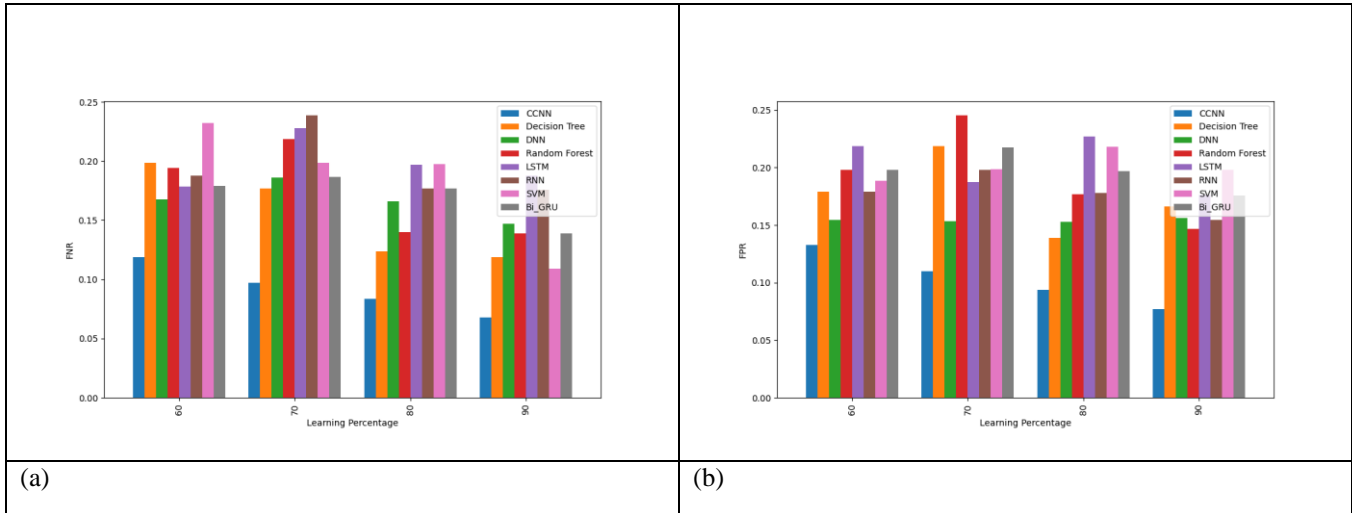 0.25
0.20
0.15
0.10
0.05
0.00
FNR
60
70
80
90
Learning Percentage
CCNN
Decision Tree
DNN
Random Forest
LSTM
RNN
SVM
Bi_GRU
0.25
0.20
0.15
0.10
0.05
0.00
FPR
60
70
80
90
Learning Percentage
CCNN
Decision Tree
DNN
Random Forest
LSTM
RNN
SVM
Bi_GRU
(a)
(b)